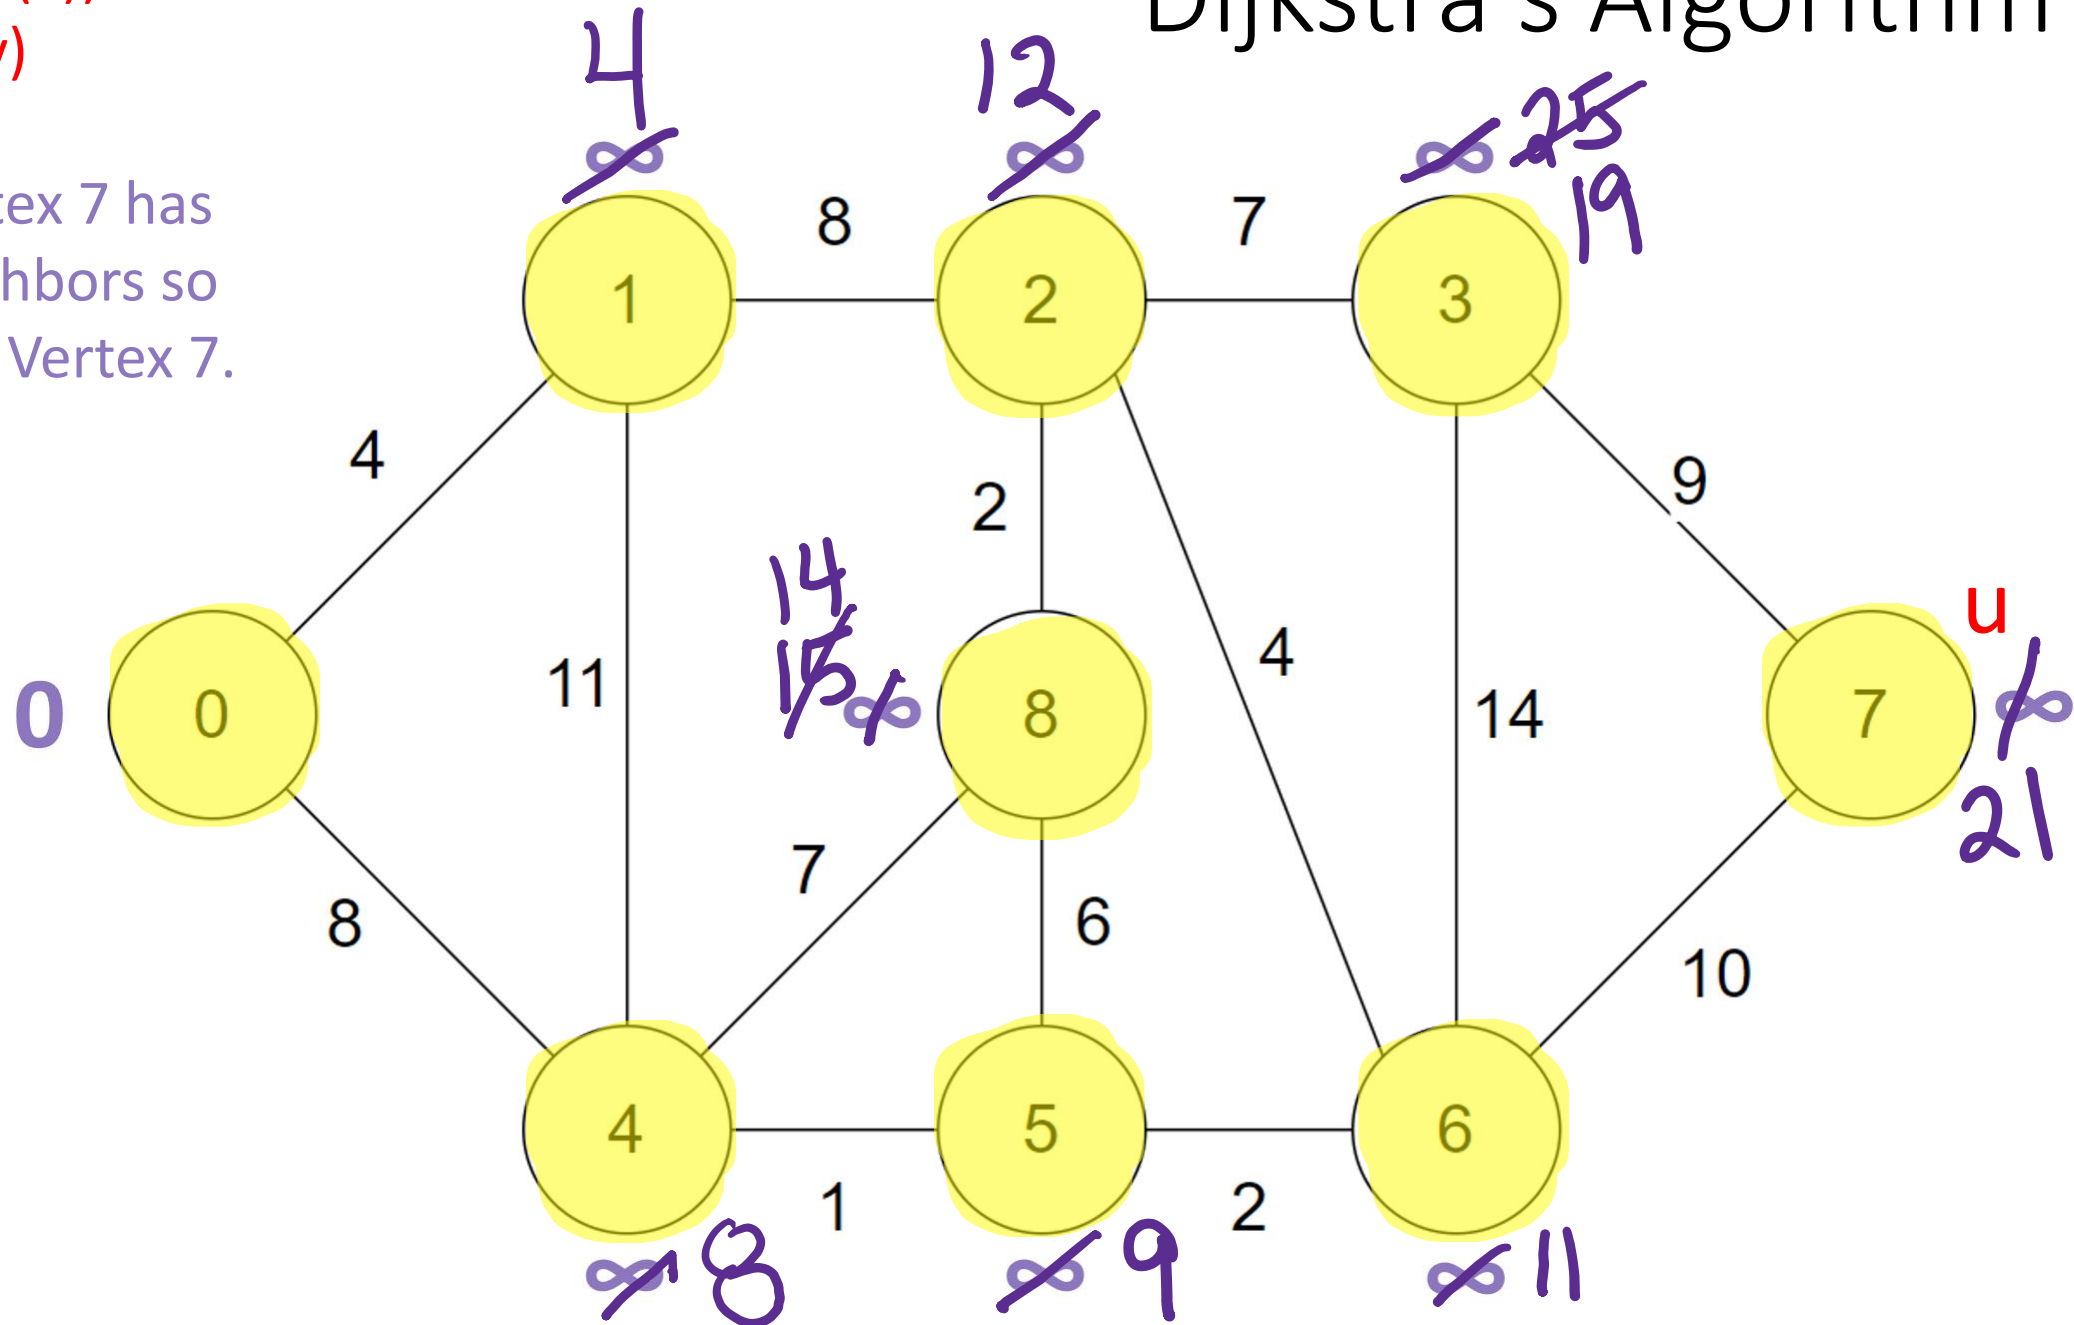 Dijkstra's Algorithm
4 12
∞ ∞ ∞ 25
19
tex 7 has
hbors so
Vertex 7.
8 7
1 2 3
4 2 9
14
15 ∞
11 4 14
u
0 0 8 7 ∞
21
8 7 6 10
4 5 6
1 2
∞ 8 ∞ 9 ∞ 11